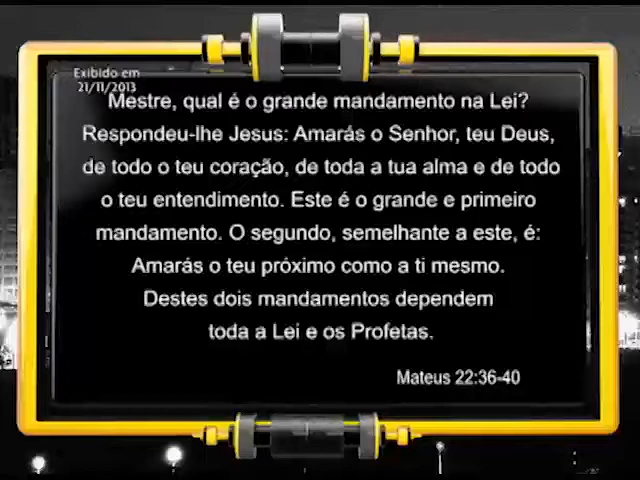 Exibido em
21/11/2013
Mestre, qual é o grande mandamento na Lei?
Respondeu-lhe Jesus: Amarás o Senhor, teu Deus,
de todo o teu coração, de toda a tua alma e de todo
o teu entendimento. Este é o grande e primeiro
mandamento. O segundo, semelhante a este, é:
Amarás o teu próximo como a ti mesmo.
Destes dois mandamentos dependem
toda a Lei e os Profetas.
Mateus 22:36-40